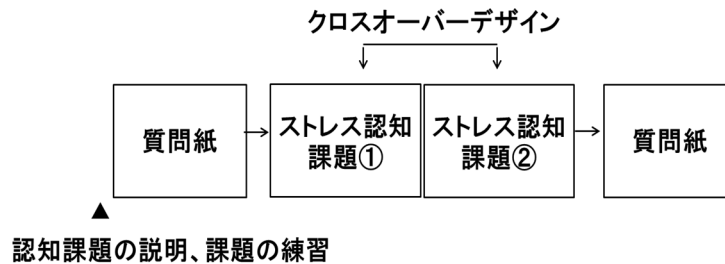 クロスオーバーデザイン
質問紙
ストレス認知
課題①
ストレス認知
課題②
質問紙
▲
認知課題の説明、課題の練習